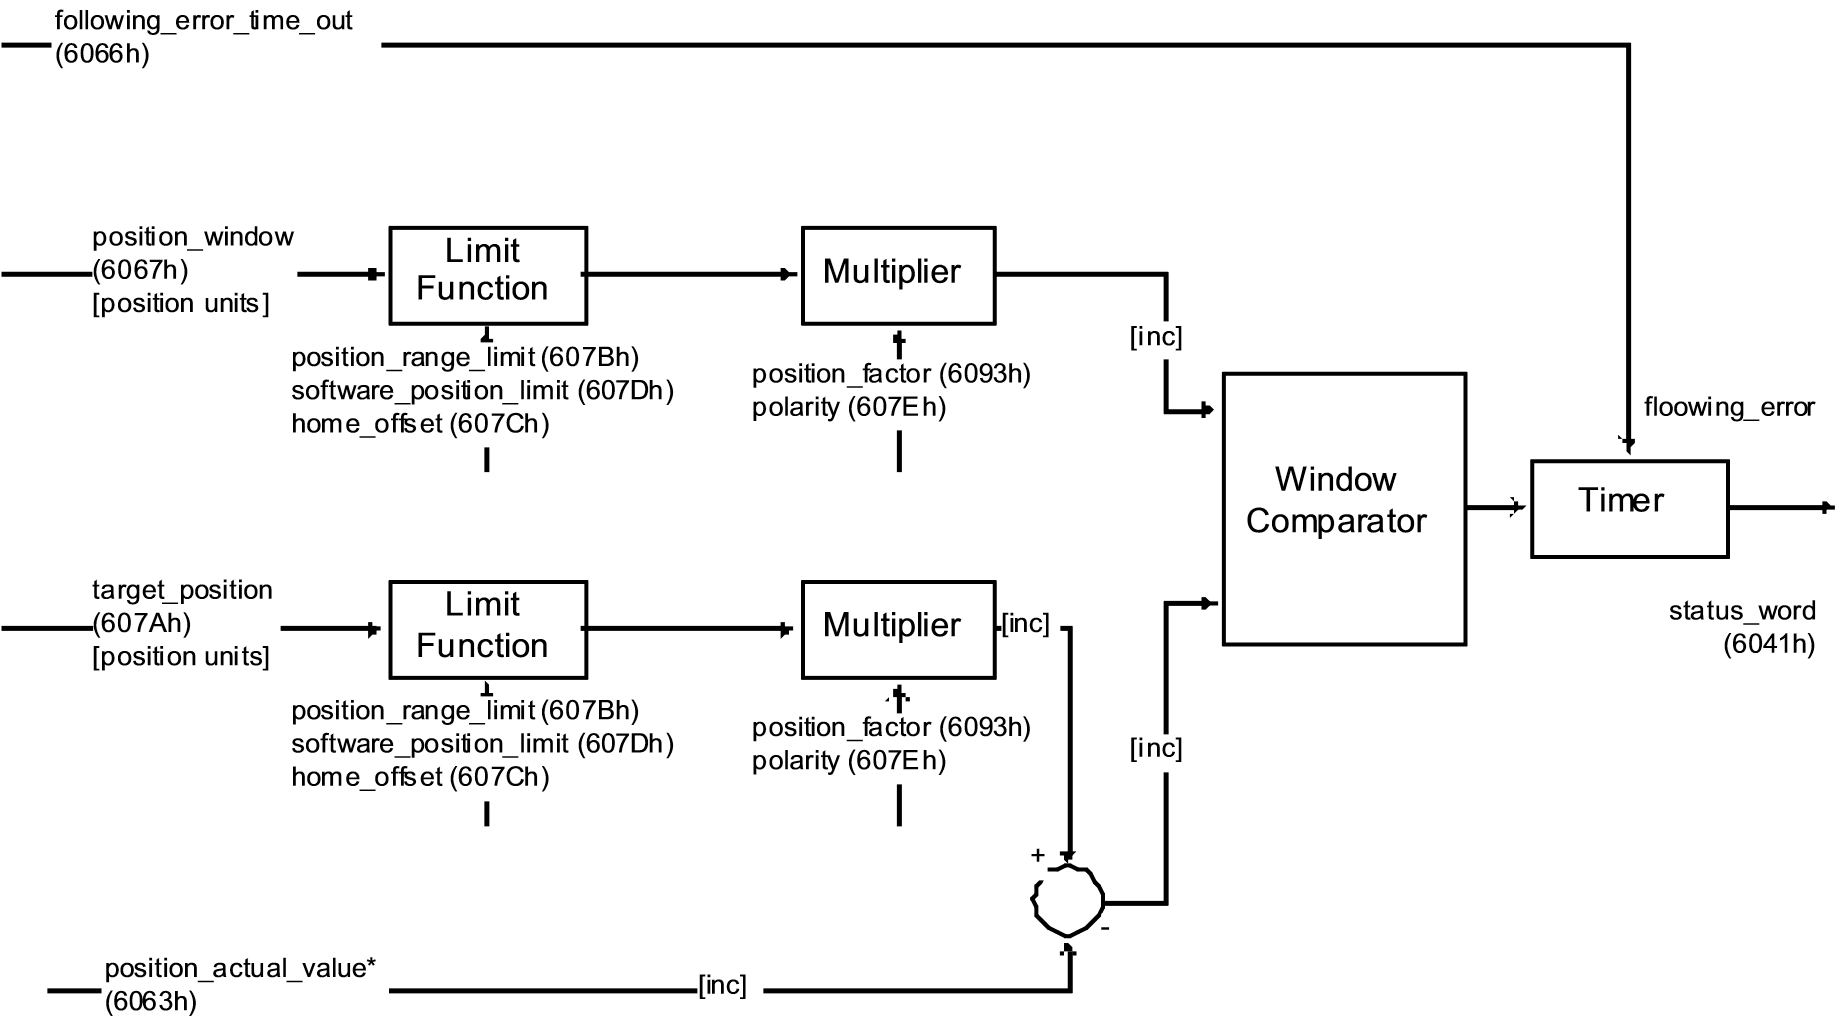 following_error_time_out
(6066h)
position_window
(6067h)
[position units]
Limit
Function
Multiplier
position_range_limit (607Bh)
software_position_limit (607Dh)
home_offset (607Ch)
position_factor (6093h)
polarity (607Eh)
[inc]
floowing_error
Window
Comparator
Timer
target_position
(607Ah)
[position units]
Limit
Function
Multiplier
[inc]
status_word
(6041h)
position_range_limit (607Bh)
software_position_limit (607Dh)
home_offset (607Ch)
position_factor (6093h)
polarity (607Eh)
[inc]
+
-
position_actual_value*
(6063h)
[inc]